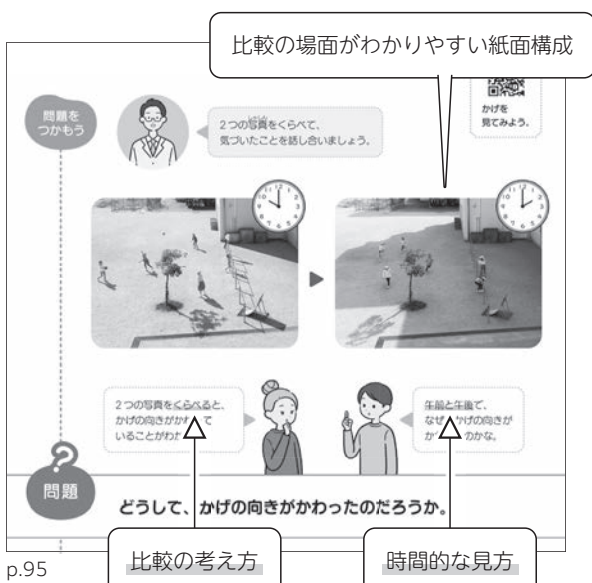 比較の場面がわかりやすい紙面構成
問題を
つかもう
2つの写真をくらべて、
気づいたことを話し合いましょう。
かげを
見てみよう。
2つの写真をくらべると、
かげの向きがかわって
いることがわ
午前と午後で、
なぜ かげの向きが
か のかな。
?
問題
どうして、かげの向きがかわったのだろうか。
比較の考え方
時間的な見方
p.95